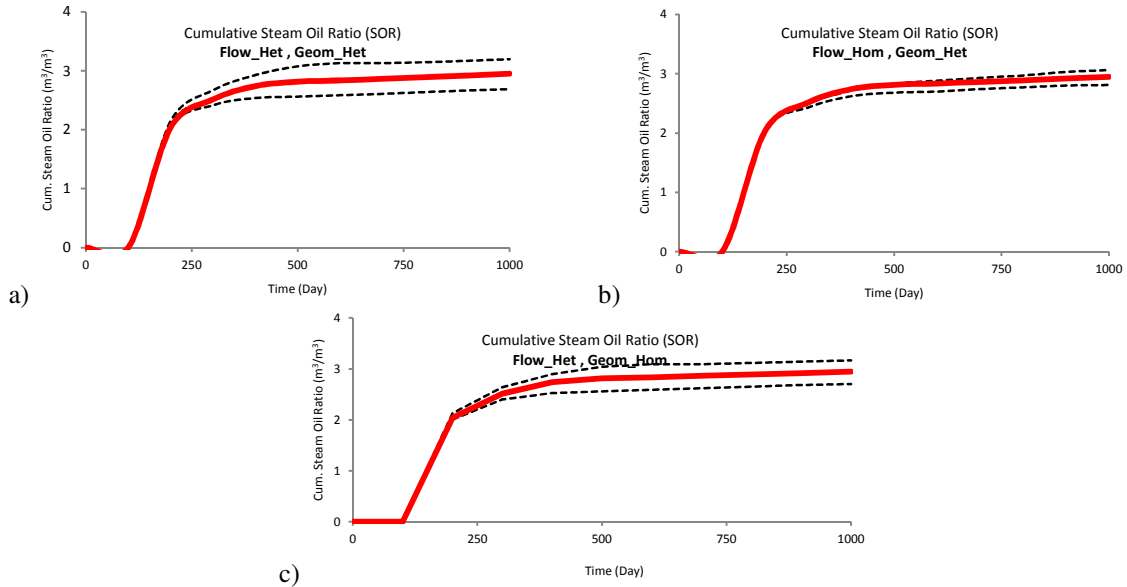 Cumulative Steam Oil Ratio (SOR)
Flow_Het , Geom_Het
Cum. Steam Oil Ratio (m³/m³)
4
3
2
1
0
0 250 500 750 1000
Time (Day)
a)
Cumulative Steam Oil Ratio (SOR)
Flow_Hom , Geom_Het
Cum. Steam Oil Ratio (m³/m³)
4
3
2
1
0
0 250 500 750 1000
Time (Day)
b)
Cumulative Steam Oil Ratio (SOR)
Flow_Het , Geom_Hom
Cum. Steam Oil Ratio (m³/m³)
4
3
2
1
0
0 250 500 750 1000
Time (Day)
c)